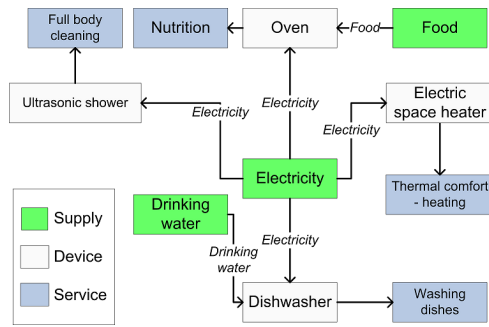 Full body
cleaning
Nutrition
Oven
Food
Food
Ultrasonic shower
Electricity
Electricity
Electricity
Electric
space heater
Electricity
Drinking
water
Thermal comfort
- heating
Supply
Device
Service
Electricity
Drinking
water
Dishwasher
Washing
dishes